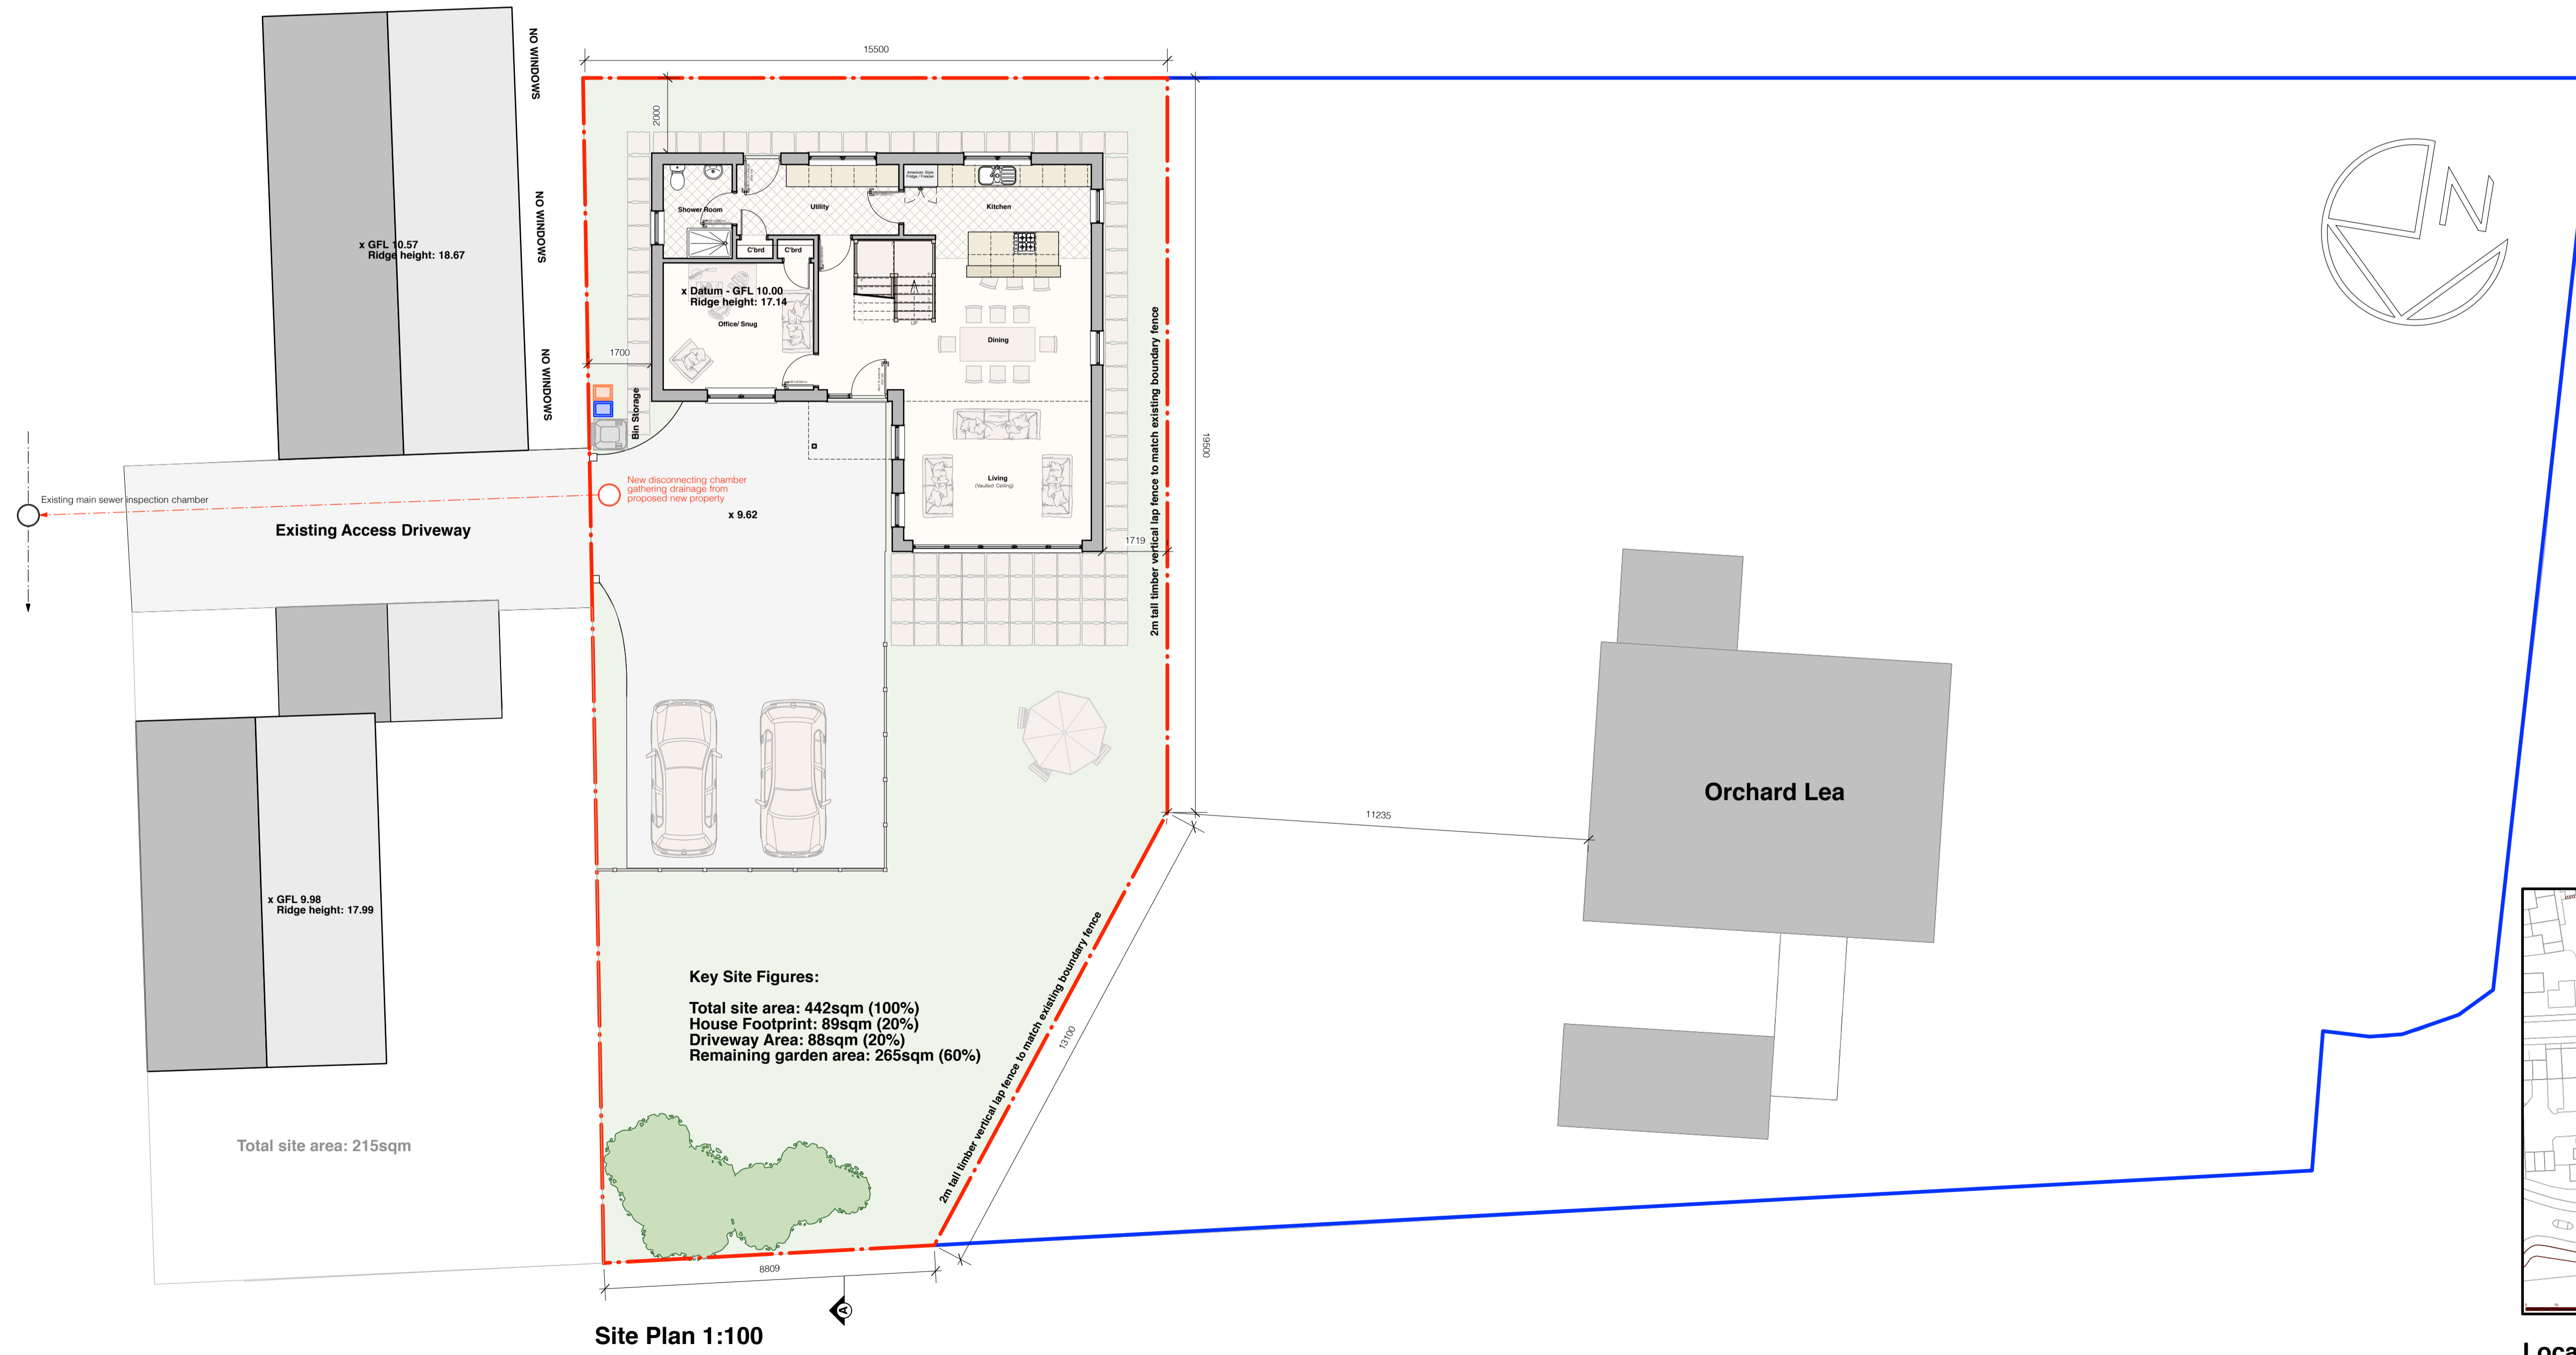 15500
NO WINDOWS
2000
N
American Style
Fridge / Freezer
Shower Room
Utility
Kitchen
NO WINDOWS
x GFL 10.57
Ridge height: 18.67
C'brd
C'brd
x Datum - GFL 10.00
Ridge height: 17.14
Office/ Snug
UP
Dining
1700
NO WINDOWS
Bin Storage
2m tall timber vertical lap fence to match existing boundary fence
19500
New disconnecting chamber
gathering drainage from
proposed new property
Living
(Vaulted Ceiling)
Existing main sewer inspection chamber
x 9.62
Existing Access Driveway
1719
Orchard Lea
11235
x GFL 9.98
Ridge height: 17.99
2m tall timber vertical lap fence to match existing boundary fence
13100
Key Site Figures:
Total site area: 442sqm (100%)
House Footprint: 89sqm (20%)
Driveway Area: 88sqm (20%)
Remaining garden area: 265sqm (60%)
Total site area: 215sqm
8809
A
Site Plan 1:100
Loca